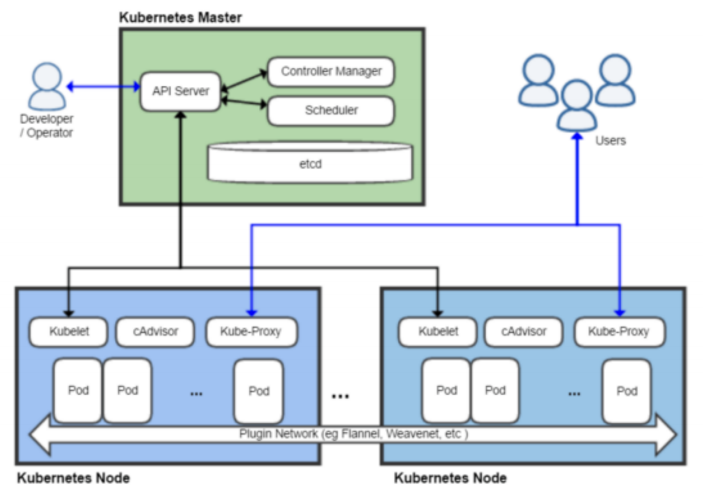 Kubernetes Master
API Server
Controller Manager
Scheduler
etcd
Developer
/ Operator
Users
Kubelet
cAdvisor
Kube-Proxy
Kubelet
cAdvisor
Kube-Proxy
Pod
Pod
...
Pod
...
Pod
Pod
...
Pod
Plugin Network (eg Flannel, Weavenet, etc )
Kubernetes Node
Kubernetes Node